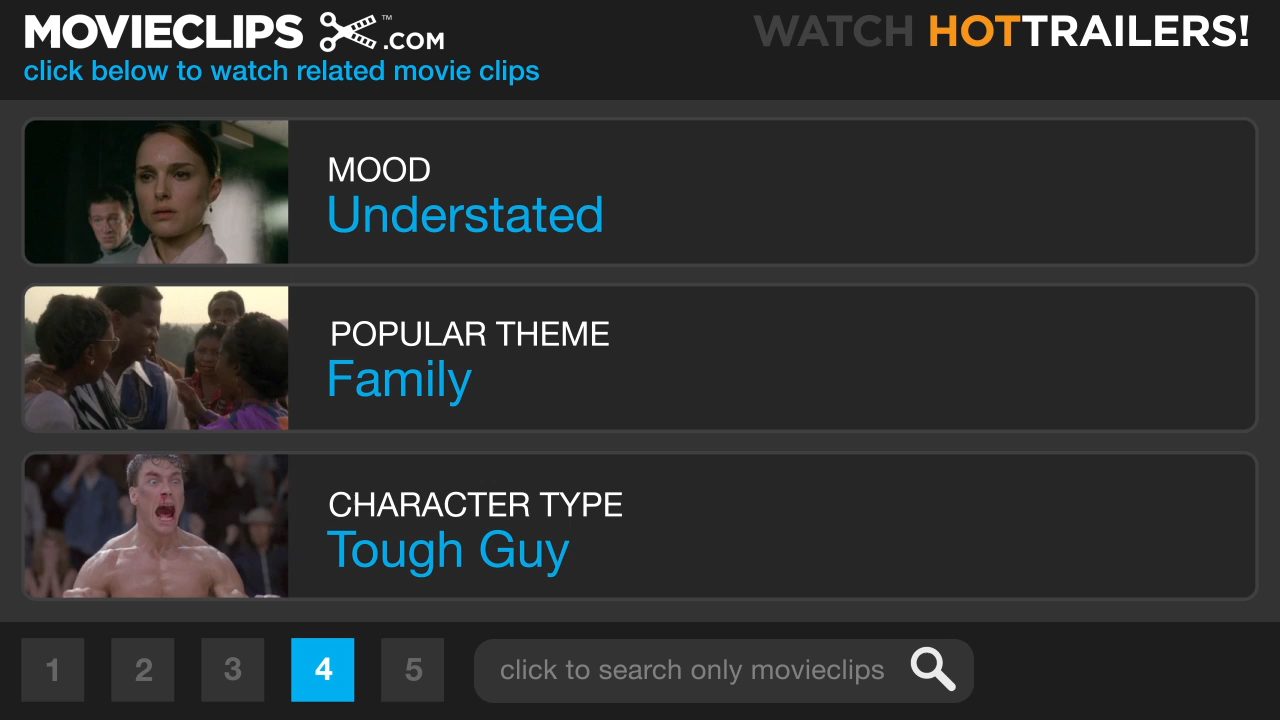 MOVIECLIPS ™ .COM
WATCH HOTTRAILERS!
click below to watch related movie clips
MOOD
Understated
POPULAR THEME
Family
CHARACTER TYPE
Tough Guy
1 2 3 4 5 click to search only movieclips